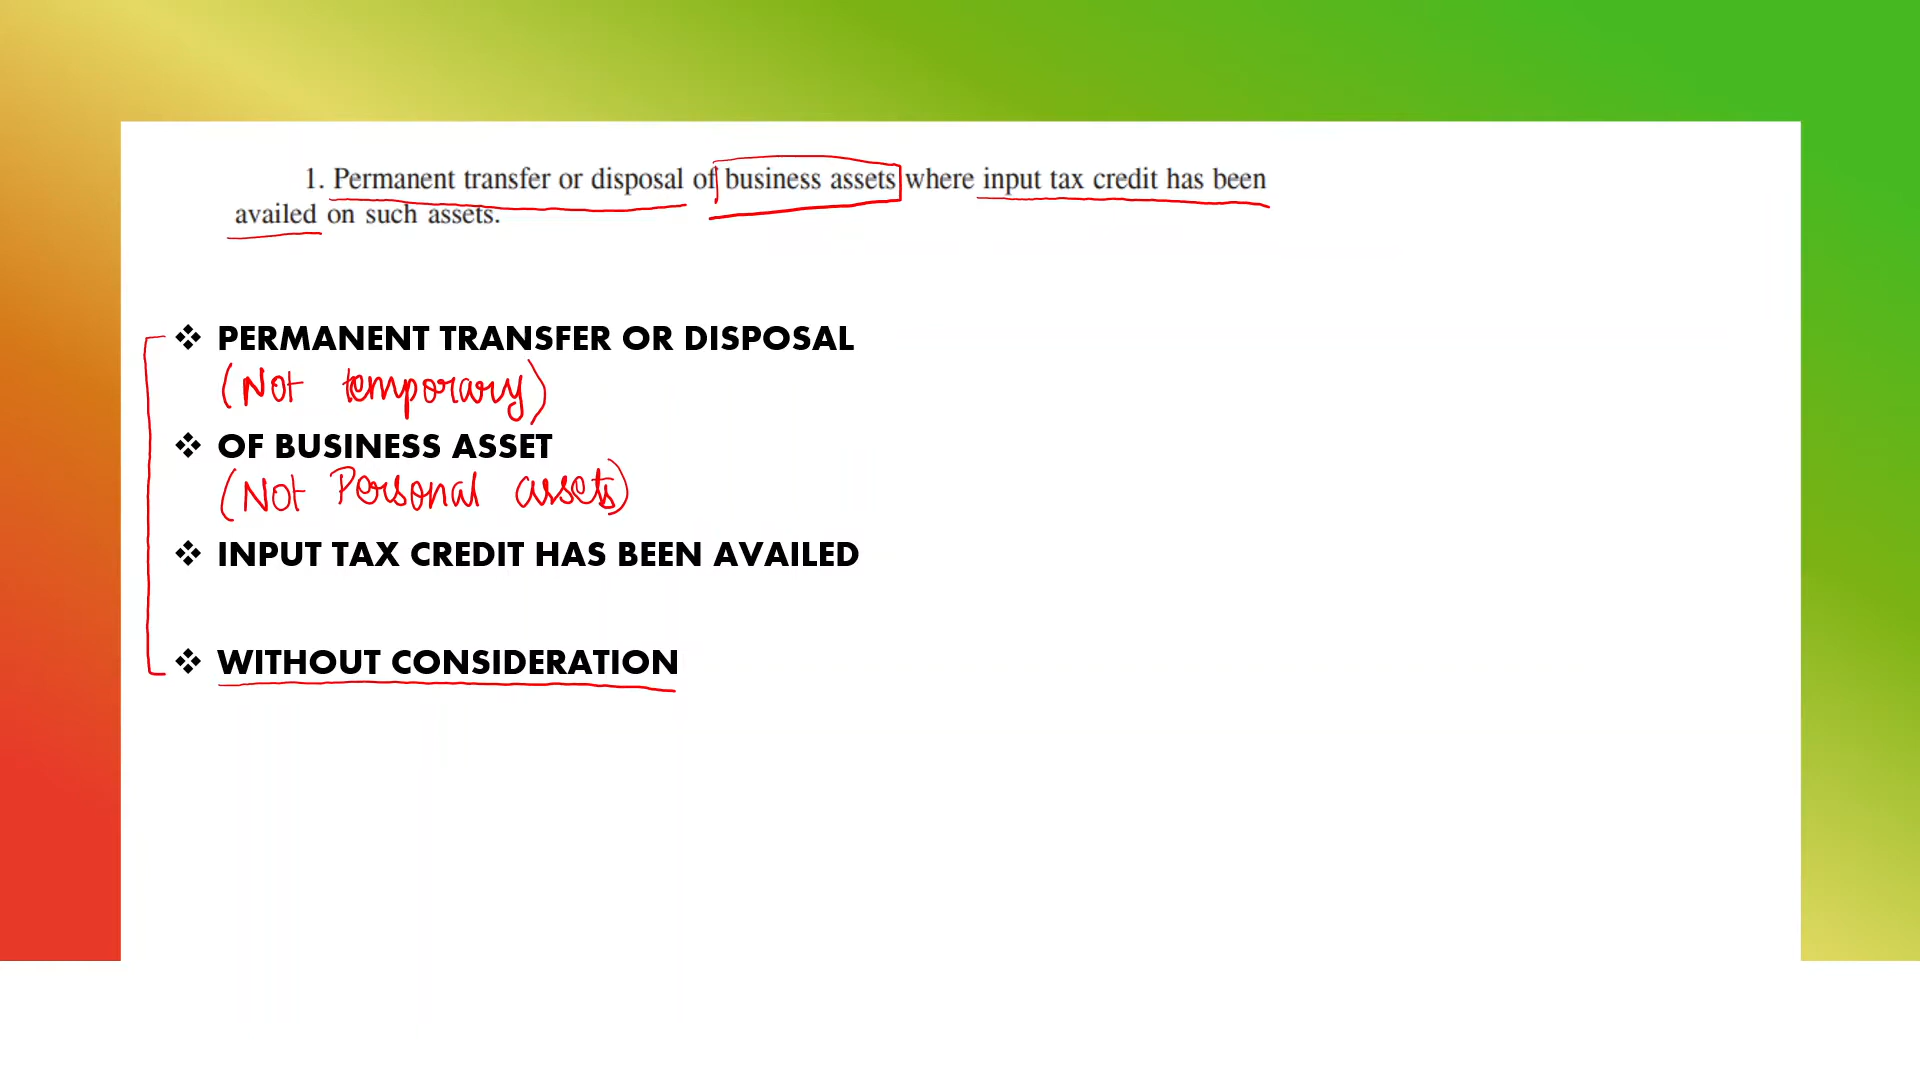 1. Permanent transfer or disposal of business assets where input tax credit has been
availed on such assets.
❖ PERMANENT TRANSFER OR DISPOSAL
(Not temporary)
❖ OF BUSINESS ASSET
(Not Personal assets)
❖ INPUT TAX CREDIT HAS BEEN AVAILED
❖ WITHOUT CONSIDERATION